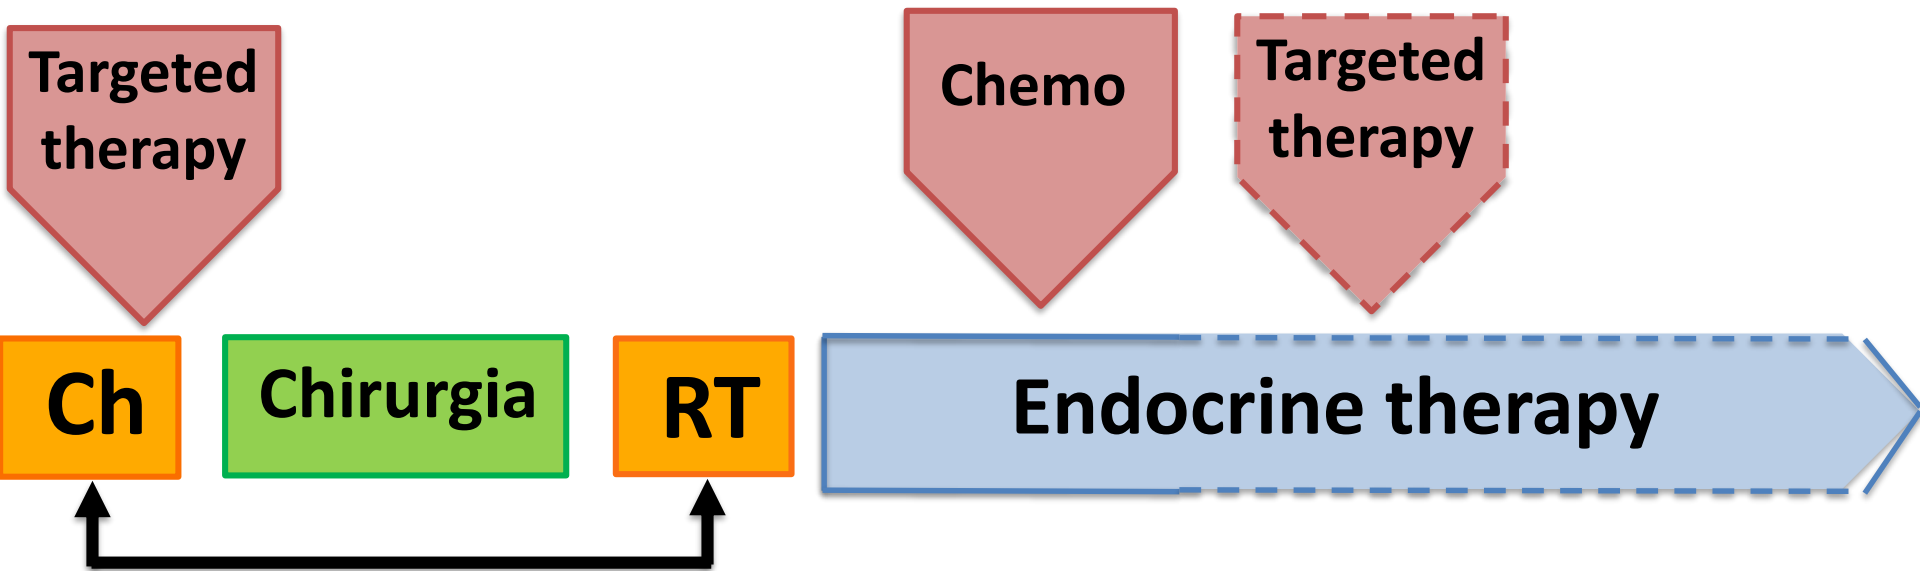 Targeted
therapy
Chemo
Targeted
therapy
Ch
Chirurgia
RT
Endocrine therapy